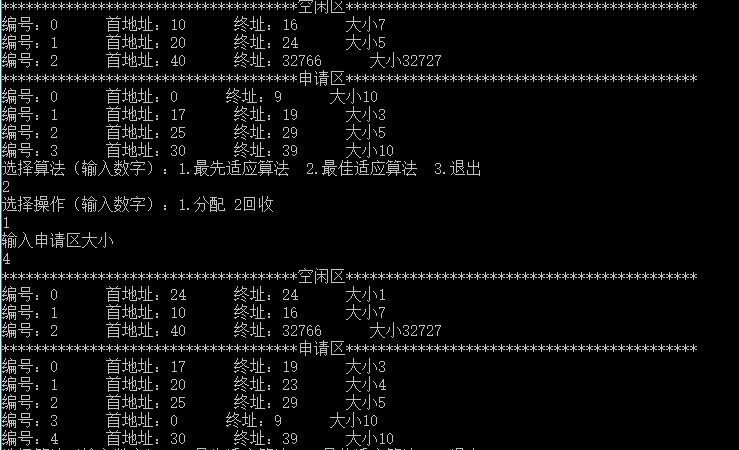 *************************************空闲区********************************************
编号：0 首地址：10 终址：16 大小7
编号：1 首地址：20 终址：24 大小5
编号：2 首地址：40 终址：32766 大小32727
*************************************申请区********************************************
编号：0 首地址：0 终址：9 大小10
编号：1 首地址：17 终址：19 大小3
编号：2 首地址：25 终址：29 大小5
编号：3 首地址：30 终址：39 大小10
选择算法（输入数字）：1.最先适应算法 2.最佳适应算法 3.退出
2
选择操作（输入数字）：1.分配 2回收
1
输入申请区大小
4
*************************************空闲区********************************************
编号：0 首地址：24 终址：24 大小1
编号：1 首地址：10 终址：16 大小7
编号：2 首地址：40 终址：32766 大小32727
*************************************申请区********************************************
编号：0 首地址：17 终址：19 大小3
编号：1 首地址：20 终址：23 大小4
编号：2 首地址：25 终址：29 大小5
编号：3 首地址：0 终址：9 大小10
编号：4 首地址：30 终址：39 大小10